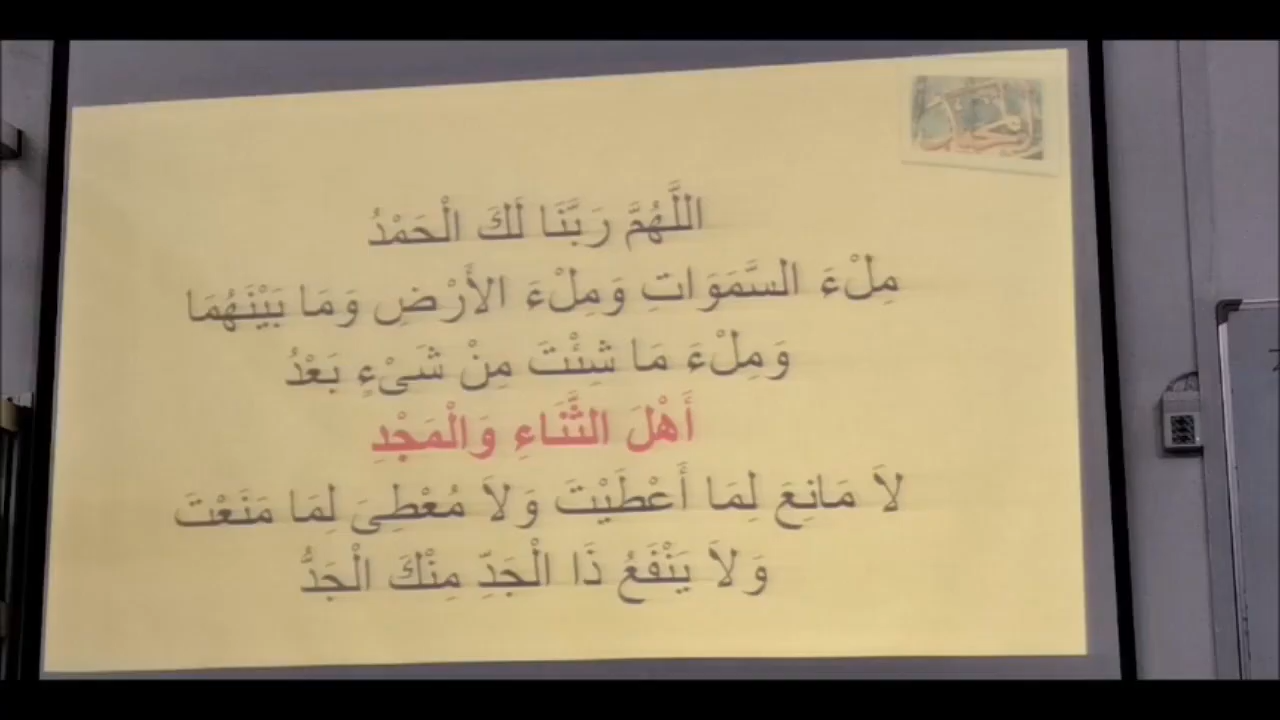 اللَّهُمَّ رَبَّنَا لَكَ الْحَمْدُ
مِلْءَ السَّمَوَاتِ وَمِلْءَ الأَرْضِ وَمَا بَيْنَهُمَا
وَمِلْءَ مَا شِئْتَ مِنْ شَىْءٍ بَعْدُ
أَهْلَ الثَّنَاءِ وَالْمَجْدِ
لاَ مَانِعَ لِمَا أَعْطَيْتَ وَلاَ مُعْطِىَ لِمَا مَنَعْتَ
وَلاَ يَنْفَعُ ذَا الْجَدِّ مِنْكَ الْجَدُّ